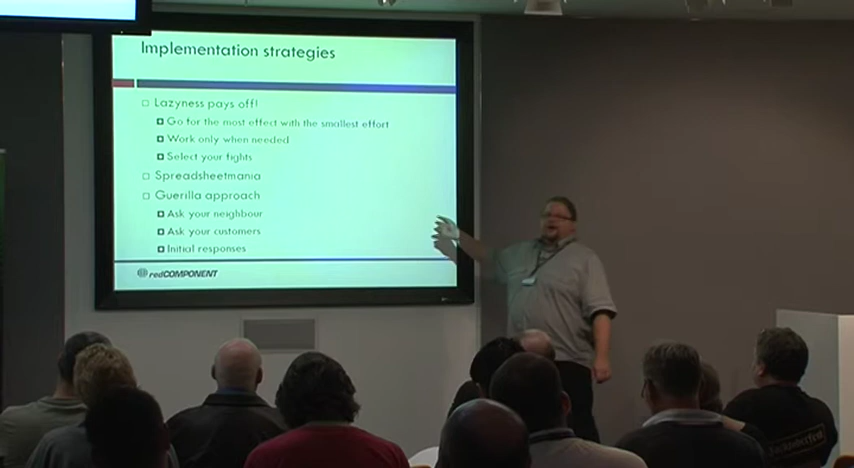 Implementation strategies
Lazyness pays off!
Go for the most effect with the smallest effort
Work only when needed
Select your fights
Spreadsheetmania
Guerilla approach
Ask your neighbour
Ask your customers
Initial responses
redCOMPONENT